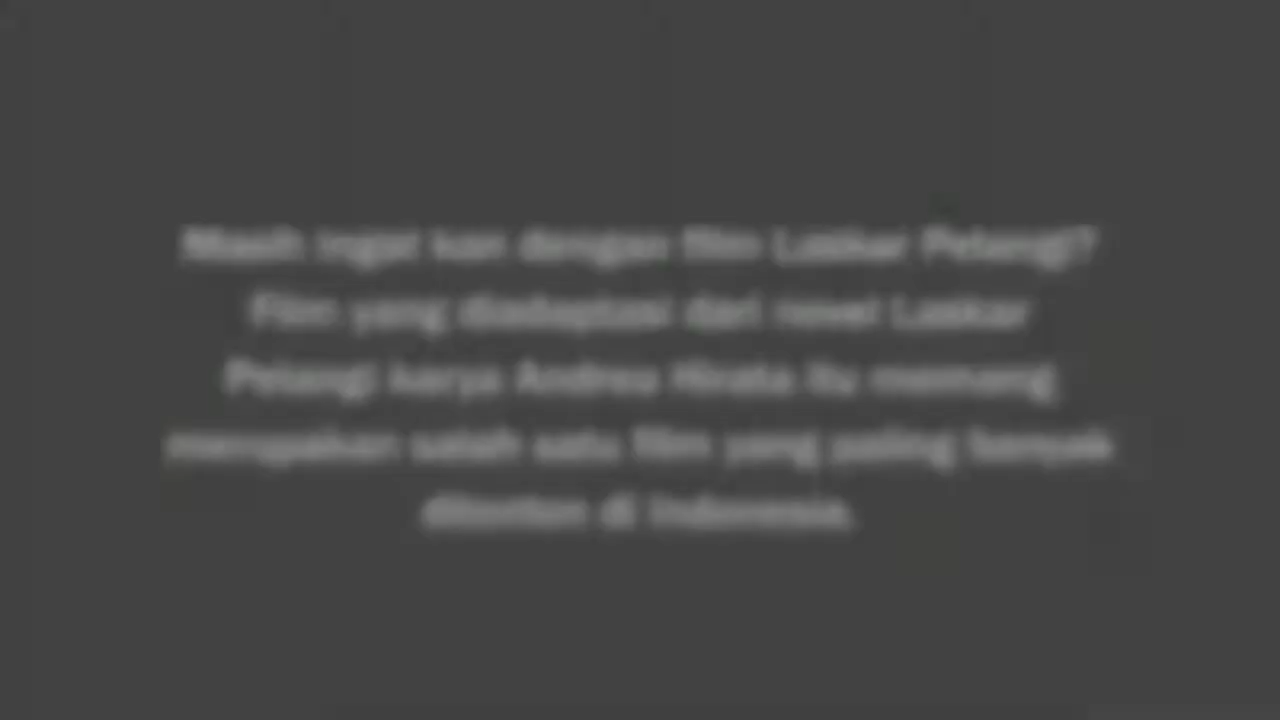 Masih ingat kan dengan film Laskar Pelangi?
Film yang diadaptasi dari novel Laskar
Pelangi karya Andrea Hirata itu memang
merupakan salah satu film yang paling banyak
ditonton di Indonesia.